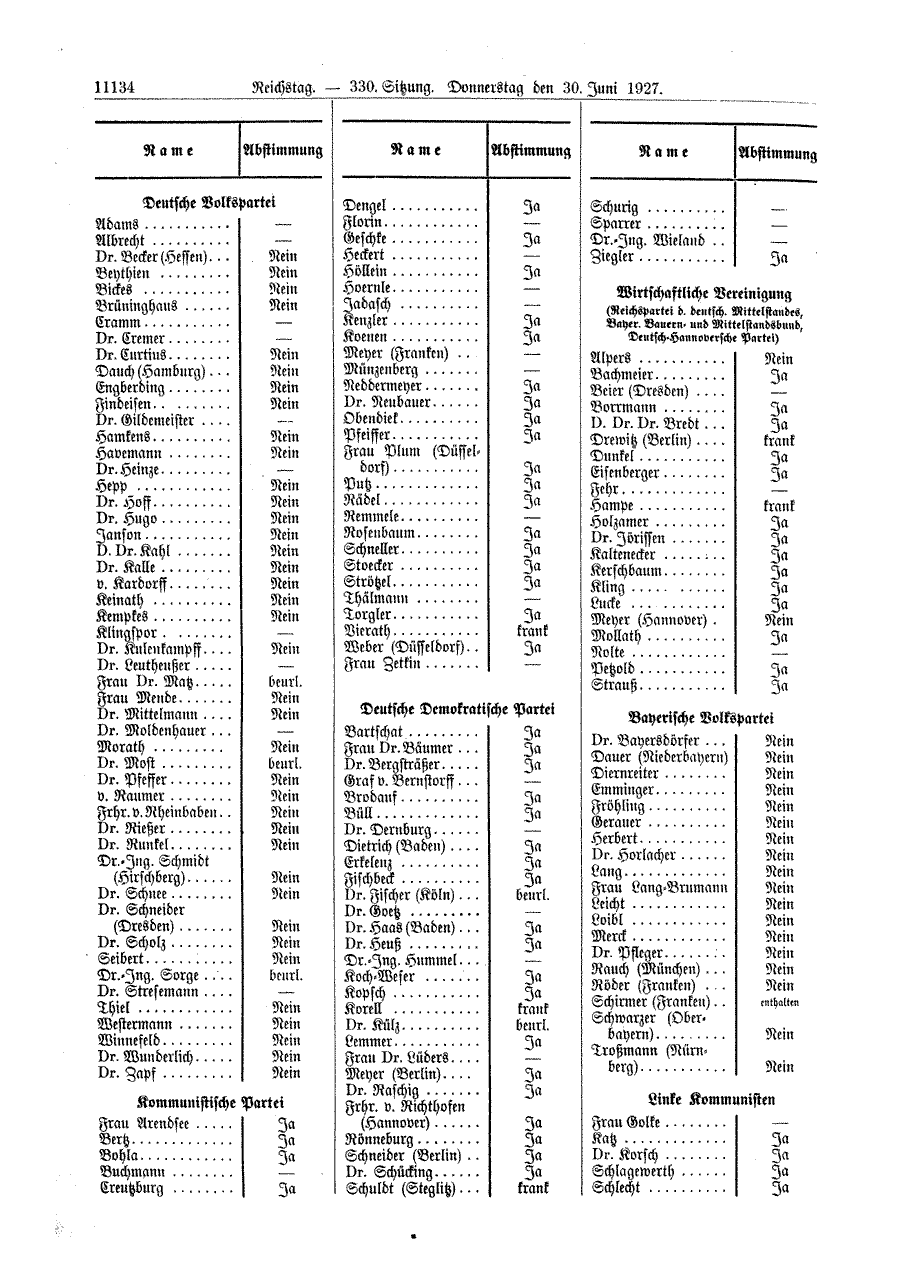 11134 Reichstag. — 330. Sitzung. Donnerstag den 30. Juni 1927.
Name Abstimmung
Deutsche Volkspartei
Adams . . . . . . . . . . . —
Albrecht . . . . . . . . . . —
Dr. Becker (Hessen) . . . Nein
Beythien . . . . . . . . . Nein
Bickes . . . . . . . . . . Nein
Brüninghaus . . . . . . Nein
Cramm . . . . . . . . . . . —
Dr. Cremer . . . . . . . . —
Dr. Curtius . . . . . . . . Nein
Dauch (Hamburg) . . . Nein
Engberding . . . . . . . . Nein
Findeisen . . . . . . . . . Nein
Dr. Gildemeister . . . . —
Hamkens . . . . . . . . . . Nein
Havemann . . . . . . . . Nein
Dr. Heinze . . . . . . . . . —
Hepp . . . . . . . . . . . . Nein
Dr. Hoff . . . . . . . . . . Nein
Dr. Hugo . . . . . . . . . Nein
Janson . . . . . . . . . . . Nein
D. Dr. Kahl . . . . . . . Nein
Dr. Kalle . . . . . . . . . Nein
v. Kardorff . . . . . . . . Nein
Keinath . . . . . . . . . . Nein
Kempkes . . . . . . . . . . Nein
Klingspor . . . . . . . . —
Dr. Kulenkampff . . . . Nein
Dr. Leutheußer . . . . . —
Frau Dr. Matz . . . . . beurl.
Frau Mende . . . . . . . Nein
Dr. Mittelmann . . . . Nein
Dr. Moldenhauer . . . —
Morath . . . . . . . . . . Nein
Dr. Most . . . . . . . . . beurl.
Dr. Pfeffer . . . . . . . . Nein
v. Raumer . . . . . . . . Nein
Frhr. v. Rheinbaben . . Nein
Dr. Rießer . . . . . . . . Nein
Dr. Runkel . . . . . . . . Nein
Dr.-Ing. Schmidt
(Hirschberg) . . . . . . Nein
Dr. Schnee . . . . . . . . Nein
Dr. Schneider
(Dresden) . . . . . . . Nein
Dr. Scholz . . . . . . . . Nein
Seibert . . . . . . . . . . . Nein
Dr.-Ing. Sorge . . . . beurl.
Dr. Stresemann . . . . —
Thiel . . . . . . . . . . . . Nein
Westermann . . . . . . . Nein
Winnefeld . . . . . . . . . Nein
Dr. Wunderlich . . . . . Nein
Dr. Zapf . . . . . . . . . Nein
Kommunistische Partei
Frau Arendsee . . . . . Ja
Bertz . . . . . . . . . . . . Ja
Bohla . . . . . . . . . . . . Ja
Buchmann . . . . . . . . —
Creutzburg . . . . . . . . Ja
Name Abstimmung
Dengel . . . . . . . . . . . Ja
Florin . . . . . . . . . . . . —
Geschke . . . . . . . . . . . Ja
Heckert . . . . . . . . . . . —
Höllein . . . . . . . . . . . Ja
Hoernle . . . . . . . . . . . —
Jadasch . . . . . . . . . . —
Kenzler . . . . . . . . . . . Ja
Koenen . . . . . . . . . . . Ja
Meyer (Franken) . . —
Münzenberg . . . . . . . —
Neddermeyer . . . . . . . Ja
Dr. Neubauer . . . . . . Ja
Obendiek . . . . . . . . . . Ja
Pfeiffer . . . . . . . . . . . Ja
Frau Plum (Düssel-
dorf) . . . . . . . . . . . Ja
Putz . . . . . . . . . . . . . Ja
Rädel . . . . . . . . . . . . Ja
Remmele . . . . . . . . . . —
Rosenbaum . . . . . . . . Ja
Schneller . . . . . . . . . . Ja
Stoecker . . . . . . . . . . Ja
Strötzel . . . . . . . . . . . Ja
Thälmann . . . . . . . . —
Torgler . . . . . . . . . . . Ja
Vierath . . . . . . . . . . . krank
Weber (Düsseldorf) . . Ja
Frau Zetkin . . . . . . . —
Deutsche Demokratische Partei
Bartschat . . . . . . . . . Ja
Frau Dr. Bäumer . . . Ja
Dr. Bergsträßer . . . . . Ja
Graf v. Bernstorff . . . —
Brodauf . . . . . . . . . . Ja
Büll . . . . . . . . . . . . . Ja
Dr. Dernburg . . . . . . —
Dietrich (Baden) . . . . Ja
Erkelenz . . . . . . . . . . Ja
Fischbeck . . . . . . . . . Ja
Dr. Fischer (Köln) . . . beurl.
Dr. Goetz . . . . . . . . . —
Dr. Haas (Baden) . . . Ja
Dr. Heuß . . . . . . . . . Ja
Dr.-Ing. Hummel . . . —
Koch-Weser . . . . . . . Ja
Kopsch . . . . . . . . . . . Ja
Korell . . . . . . . . . . . krank
Dr. Külz . . . . . . . . . . beurl.
Lemmer . . . . . . . . . . . Ja
Frau Dr. Lüders . . . . —
Meyer (Berlin) . . . . Ja
Dr. Raschig . . . . . . . Ja
Frhr. v. Richthofen
(Hannover) . . . . . . Ja
Rönneburg . . . . . . . . Ja
Schneider (Berlin) . . Ja
Dr. Schücking . . . . . . Ja
Schuldt (Steglitz) . . . krank
Name Abstimmung
Schurig . . . . . . . . . . —
Sparrer . . . . . . . . . . —
Dr.-Ing. Wieland . . —
Ziegler . . . . . . . . . . . Ja
Wirtschaftliche Vereinigung
(Reichspartei d. deutsch. Mittelstandes,
Bayer. Bauern- und Mittelstandsbund,
Deutsch-Hannoversche Partei)
Alpers . . . . . . . . . . . Nein
Bachmeier . . . . . . . . . Ja
Beier (Dresden) . . . . —
Borrmann . . . . . . . . Ja
D. Dr. Dr. Bredt . . . Ja
Drewitz (Berlin) . . . . krank
Dunkel . . . . . . . . . . . Ja
Eisenberger . . . . . . . . Ja
Fehr . . . . . . . . . . . . . —
Hampe . . . . . . . . . . . krank
Holzamer . . . . . . . . . Ja
Dr. Jörissen . . . . . . . Ja
Kaltenecker . . . . . . . . Ja
Kerschbaum . . . . . . . . Ja
Kling . . . . . . . . . . . Ja
Lucke . . . . . . . . . . . Ja
Meyer (Hannover) . Nein
Mollath . . . . . . . . . . Ja
Nolte . . . . . . . . . . . . —
Petzold . . . . . . . . . . . Ja
Strauß . . . . . . . . . . . Ja
Bayerische Volkspartei
Dr. Bayersdörfer . . . Nein
Dauer (Niederbayern) Nein
Diernreiter . . . . . . . . Nein
Emminger . . . . . . . . . Nein
Fröhling . . . . . . . . . . Nein
Gerauer . . . . . . . . . . Nein
Herbert . . . . . . . . . . . Nein
Dr. Horlacher . . . . . . Nein
Lang . . . . . . . . . . . . . Nein
Frau Lang-Brumann Nein
Leicht . . . . . . . . . . . Nein
Loibl . . . . . . . . . . . . Nein
Merck . . . . . . . . . . . . Nein
Dr. Pfleger . . . . . . . . Nein
Rauch (München) . . . Nein
Röder (Franken) . . . Nein
Schirmer (Franken) . . enthalten
Schwarzer (Ober-
bayern) . . . . . . . . . Nein
Troßmann (Nürn-
berg) . . . . . . . . . . . Nein
Linke Kommunisten
Frau Golke . . . . . . . —
Katz . . . . . . . . . . . . . Ja
Dr. Korsch . . . . . . . . Ja
Schlagewerth . . . . . . Ja
Schlecht . . . . . . . . . . Ja